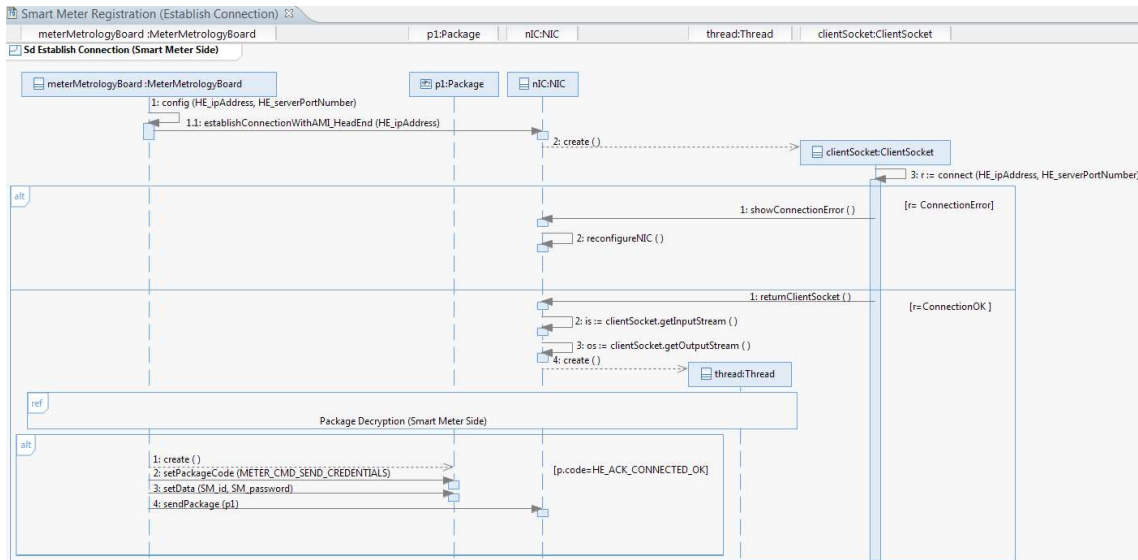 Smart Meter Registration (Establish Connection)
meterMetrologyBoard :MeterMetrologyBoard
p1:Package
nIC:NIC
thread:Thread
clientSocket:ClientSocket
Sd Establish Connection (Smart Meter Side)
meterMetrologyBoard :MeterMetrologyBoard
p1:Package
nIC:NIC
1: config (HE_ipAddress, HE_serverPortNumber)
1.1: establishConnectionWithAMI_HeadEnd (HE_ipAddress)
2: create ( )
clientSocket:ClientSocket
3: r := connect (HE_ipAddress, HE_serverPortNumber)
alt
1: showConnectionError ( )
[r= ConnectionError]
2: reconfigureNIC ( )
1: returnClientSocket ( )
[r=ConnectionOK ]
2: is := clientSocket.getInputStream ( )
3: os := clientSocket.getOutputStream ( )
4: create ( )
thread:Thread
ref
Package Decryption (Smart Meter Side)
alt
1: create ( )
[p.code=HE_ACK_CONNECTED_OK]
2: setPackageCode (METER_CMD_SEND_CREDENTIALS)
3: setData (SM_id, SM_password)
4: sendPackage (p1)